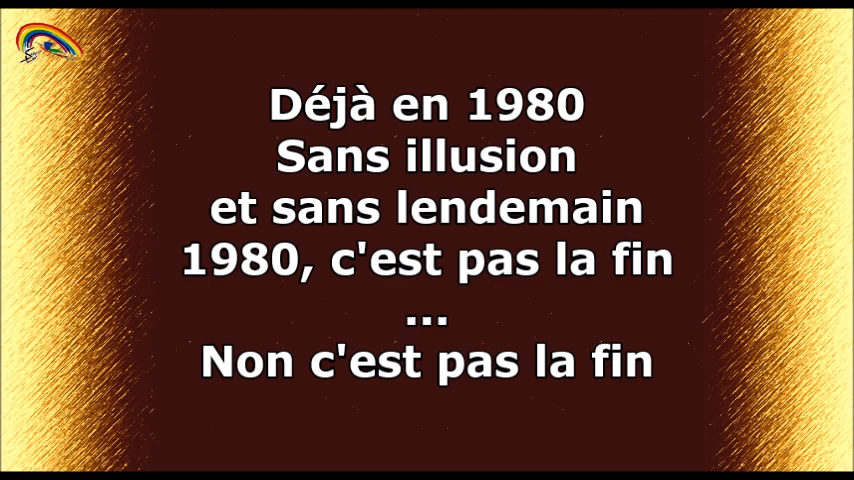 Déjà en 1980
Sans illusion
et sans lendemain
1980, c'est pas la fin
...
Non c'est pas la fin